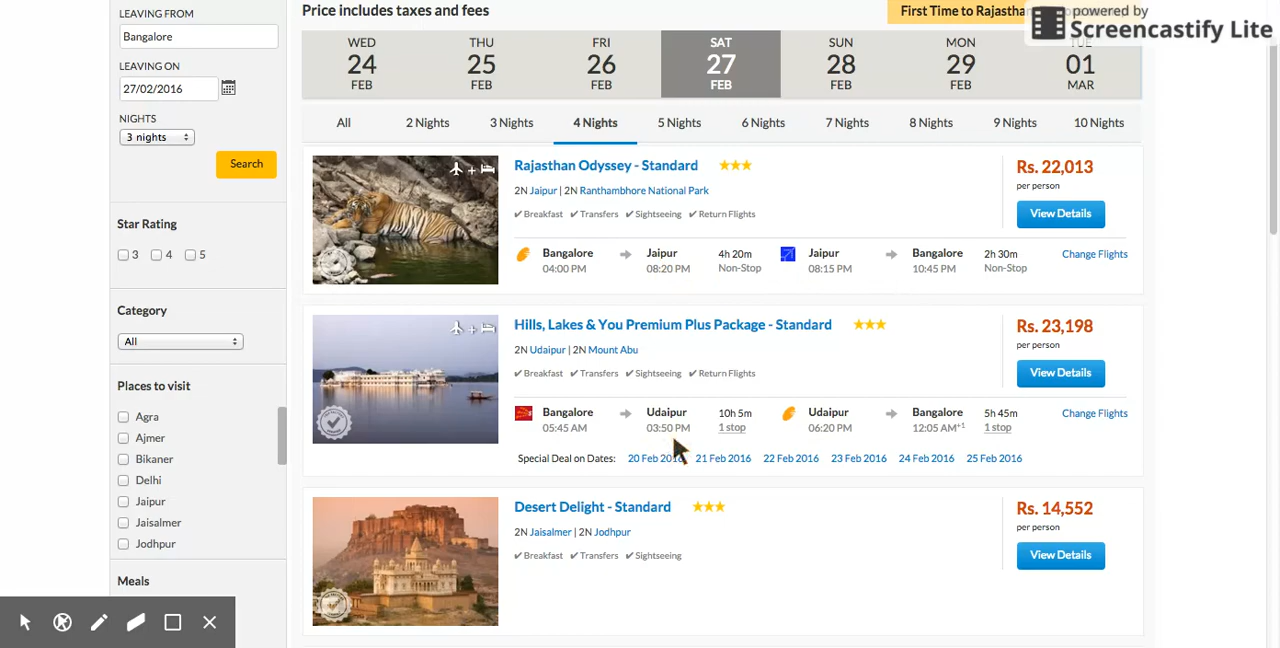 LEAVING FROM
Bangalore
LEAVING ON
27/02/2016
NIGHTS
3 nights
Search
Star Rating
3 4 5
Category
All
Places to visit
Agra
Ajmer
Bikaner
Delhi
Jaipur
Jaisalmer
Jodhpur
Meals
Price includes taxes and fees
First Time to Rajastha
powered by
Screencastify Lite
WED THU FRI SAT SUN MON TUE
24 25 26 27 28 29 01
FEB FEB FEB FEB FEB FEB MAR
All 2 Nights 3 Nights 4 Nights 5 Nights 6 Nights 7 Nights 8 Nights 9 Nights 10 Nights
Rajasthan Odyssey - Standard
2N Jaipur | 2N Ranthambhore National Park
✔Breakfast ✔Transfers ✔Sightseeing ✔Return Flights
Rs. 22,013
per person
View Details
Bangalore Jaipur 4h 20m Jaipur Bangalore 2h 30m Change Flights
04:00 PM 08:20 PM Non-Stop 08:15 PM 10:45 PM Non-Stop
Hills, Lakes & You Premium Plus Package - Standard
2N Udaipur | 2N Mount Abu
✔Breakfast ✔Transfers ✔Sightseeing ✔Return Flights
Rs. 23,198
per person
View Details
Bangalore Udaipur 10h 5m Udaipur Bangalore 5h 45m Change Flights
05:45 AM 03:50 PM 1 stop 06:20 PM 12:05 AM+1 1 stop
Special Deal on Dates: 20 Feb 2016 21 Feb 2016 22 Feb 2016 23 Feb 2016 24 Feb 2016 25 Feb 2016
Desert Delight - Standard
2N Jaisalmer | 2N Jodhpur
✔Breakfast ✔Transfers ✔Sightseeing
Rs. 14,552
per person
View Details